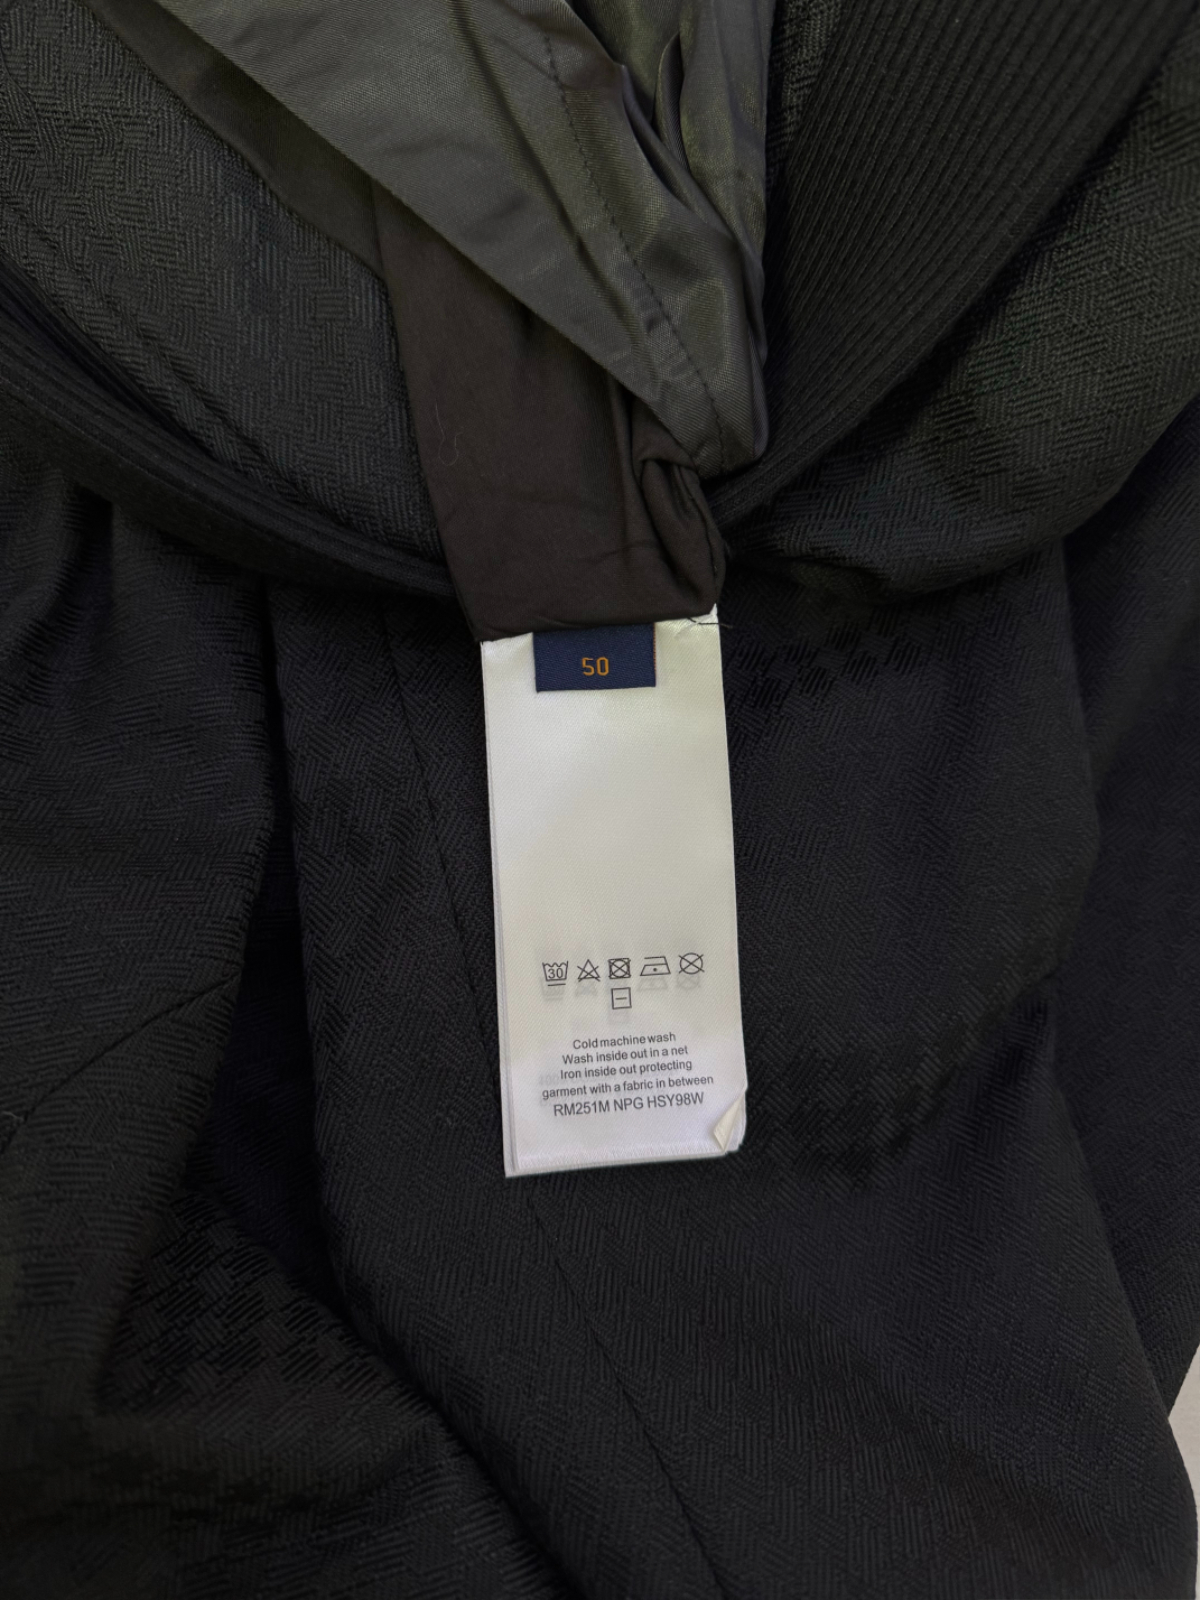 50
30
Cold machine wash
Wash inside out in a net
Iron inside out protecting
garment with a fabric in between
RM251M NPG HSY98W